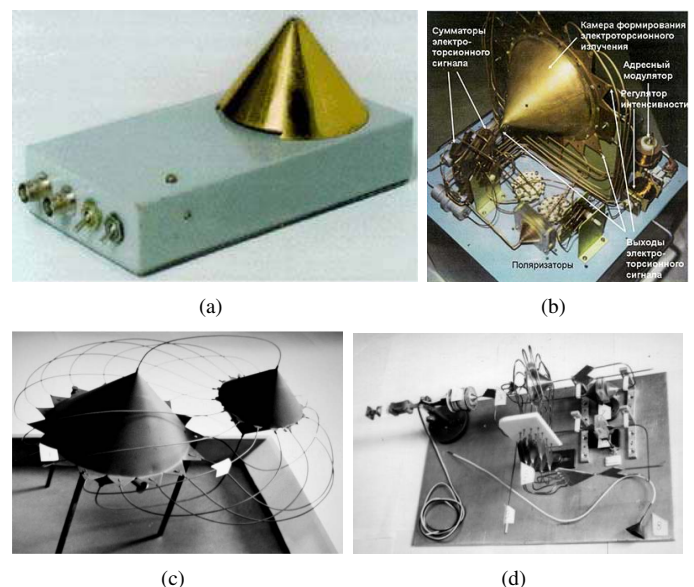 Сумматоры
электро-
торсионного
сигнала
Камера формирования
электроторсионного
излучения
Адресный
модулятор
Регулятор
интенсивности
Поляризаторы
Выходы
электро-
торсионного
сигнала
(a)
(b)
(c)
(d)